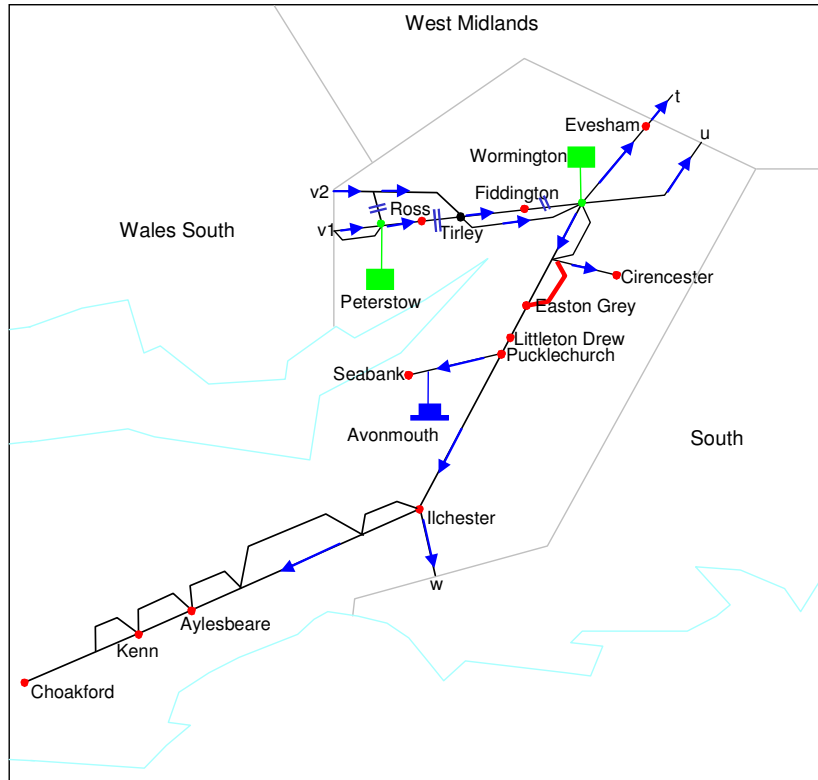 West Midlands
t
Evesham
u
Wormington
v2
Fiddington
Ross
v1
Tirley
Wales South
Cirencester
Peterstow
Easton Grey
Littleton Drew
Pucklechurch
Seabank
Avonmouth
South
Ilchester
w
Aylesbeare
Kenn
Choakford